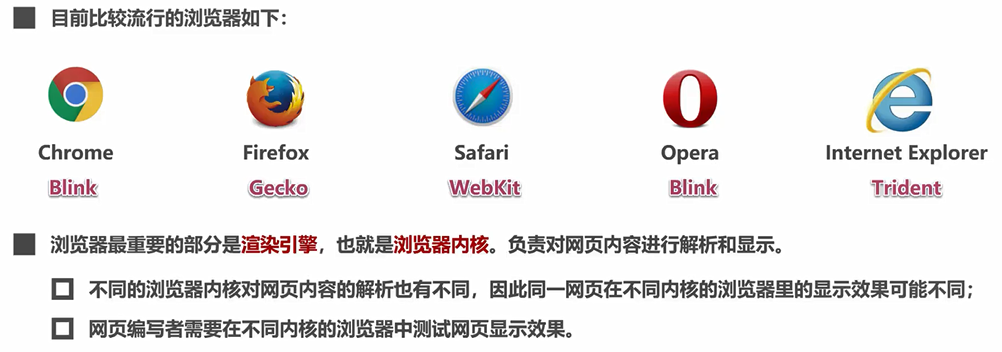 目前比较流行的浏览器如下：
Chrome Firefox Safari Opera Internet Explorer
Blink Gecko WebKit Blink Trident
浏览器最重要的部分是渲染引擎，也就是浏览器内核。负责对网页内容进行解析和显示。
不同的浏览器内核对网页内容的解析也有不同，因此同一网页在不同内核的浏览器里的显示效果可能不同；
网页编写者需要在不同内核的浏览器中测试网页显示效果。